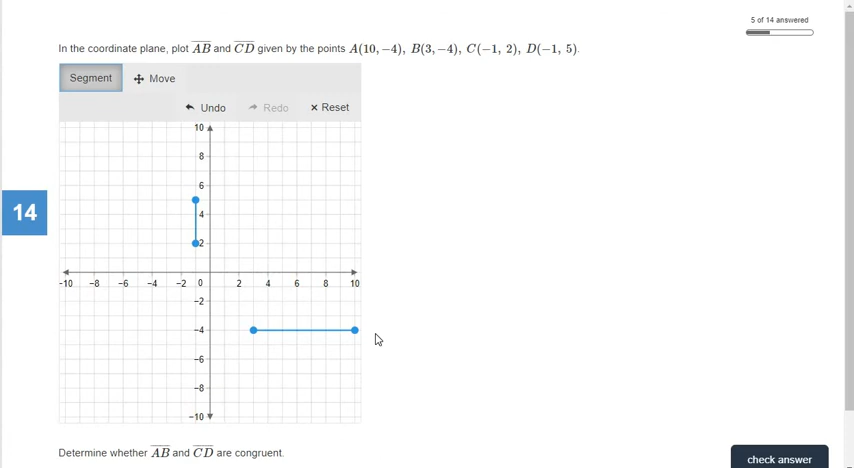 5 of 14 answered
In the coordinate plane, plot AB and CD given by the points A(10, −4), B(3, −4), C(−1, 2), D(−1, 5).
Segment Move
Undo Redo × Reset
10
8
6
4
2
-10 −8 −6 −4 −2 0 2 4 6 8 10
−2
−4
−6
−8
−10
14
Determine whether AB and CD are congruent.
check answer